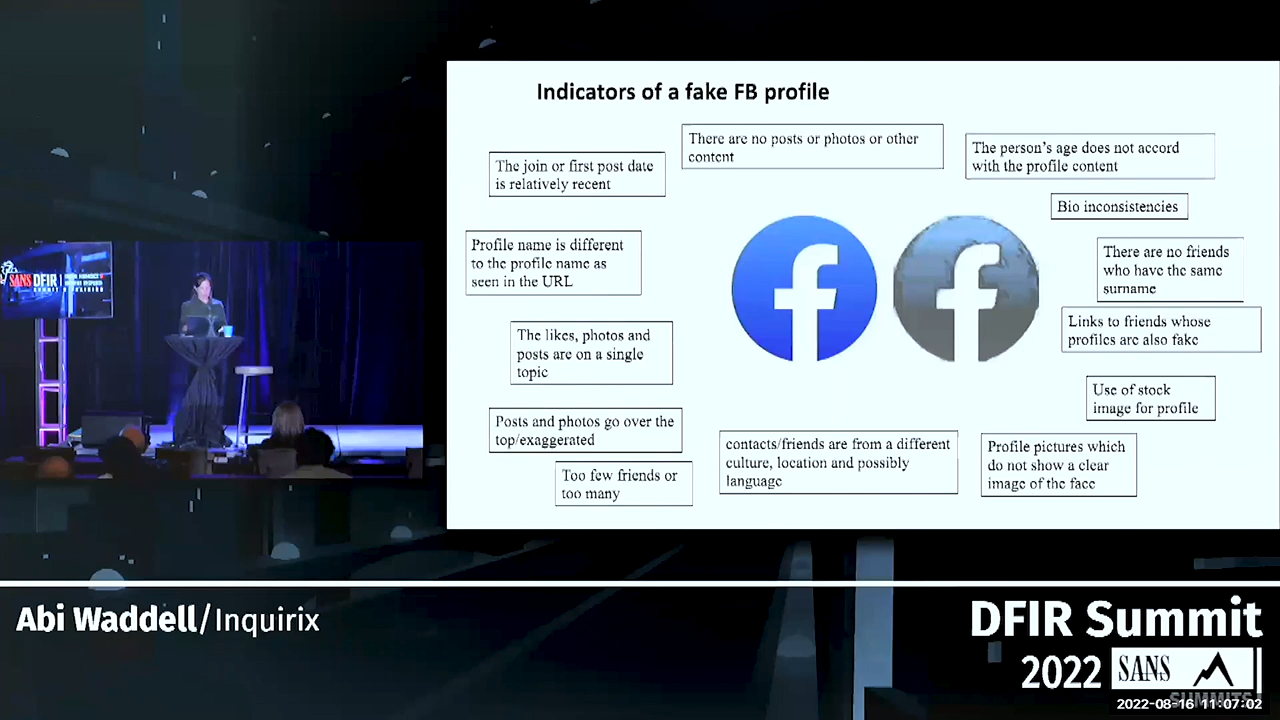 Indicators of a fake FB profile
There are no posts or photos or other
content
The person's age does not accord
with the profile content
The join or first post date
is relatively recent
Bio inconsistencies
Profile name is different
to the profile name as
seen in the URL
There are no friends
who have the same
surname
Links to friends whose
profiles are also fake
The likes, photos and
posts are on a single
topic
Use of stock
image for profile
Posts and photos go over the
top/exaggerated
contacts/friends are from a different
culture, location and possibly
language
Profile pictures which
do not show a clear
image of the face
Too few friends or
too many
SANS DFIR
Abi Waddell/Inquirix
DFIR Summit
2022 SANS
SUMMITS
2022-08-16 11:07:02